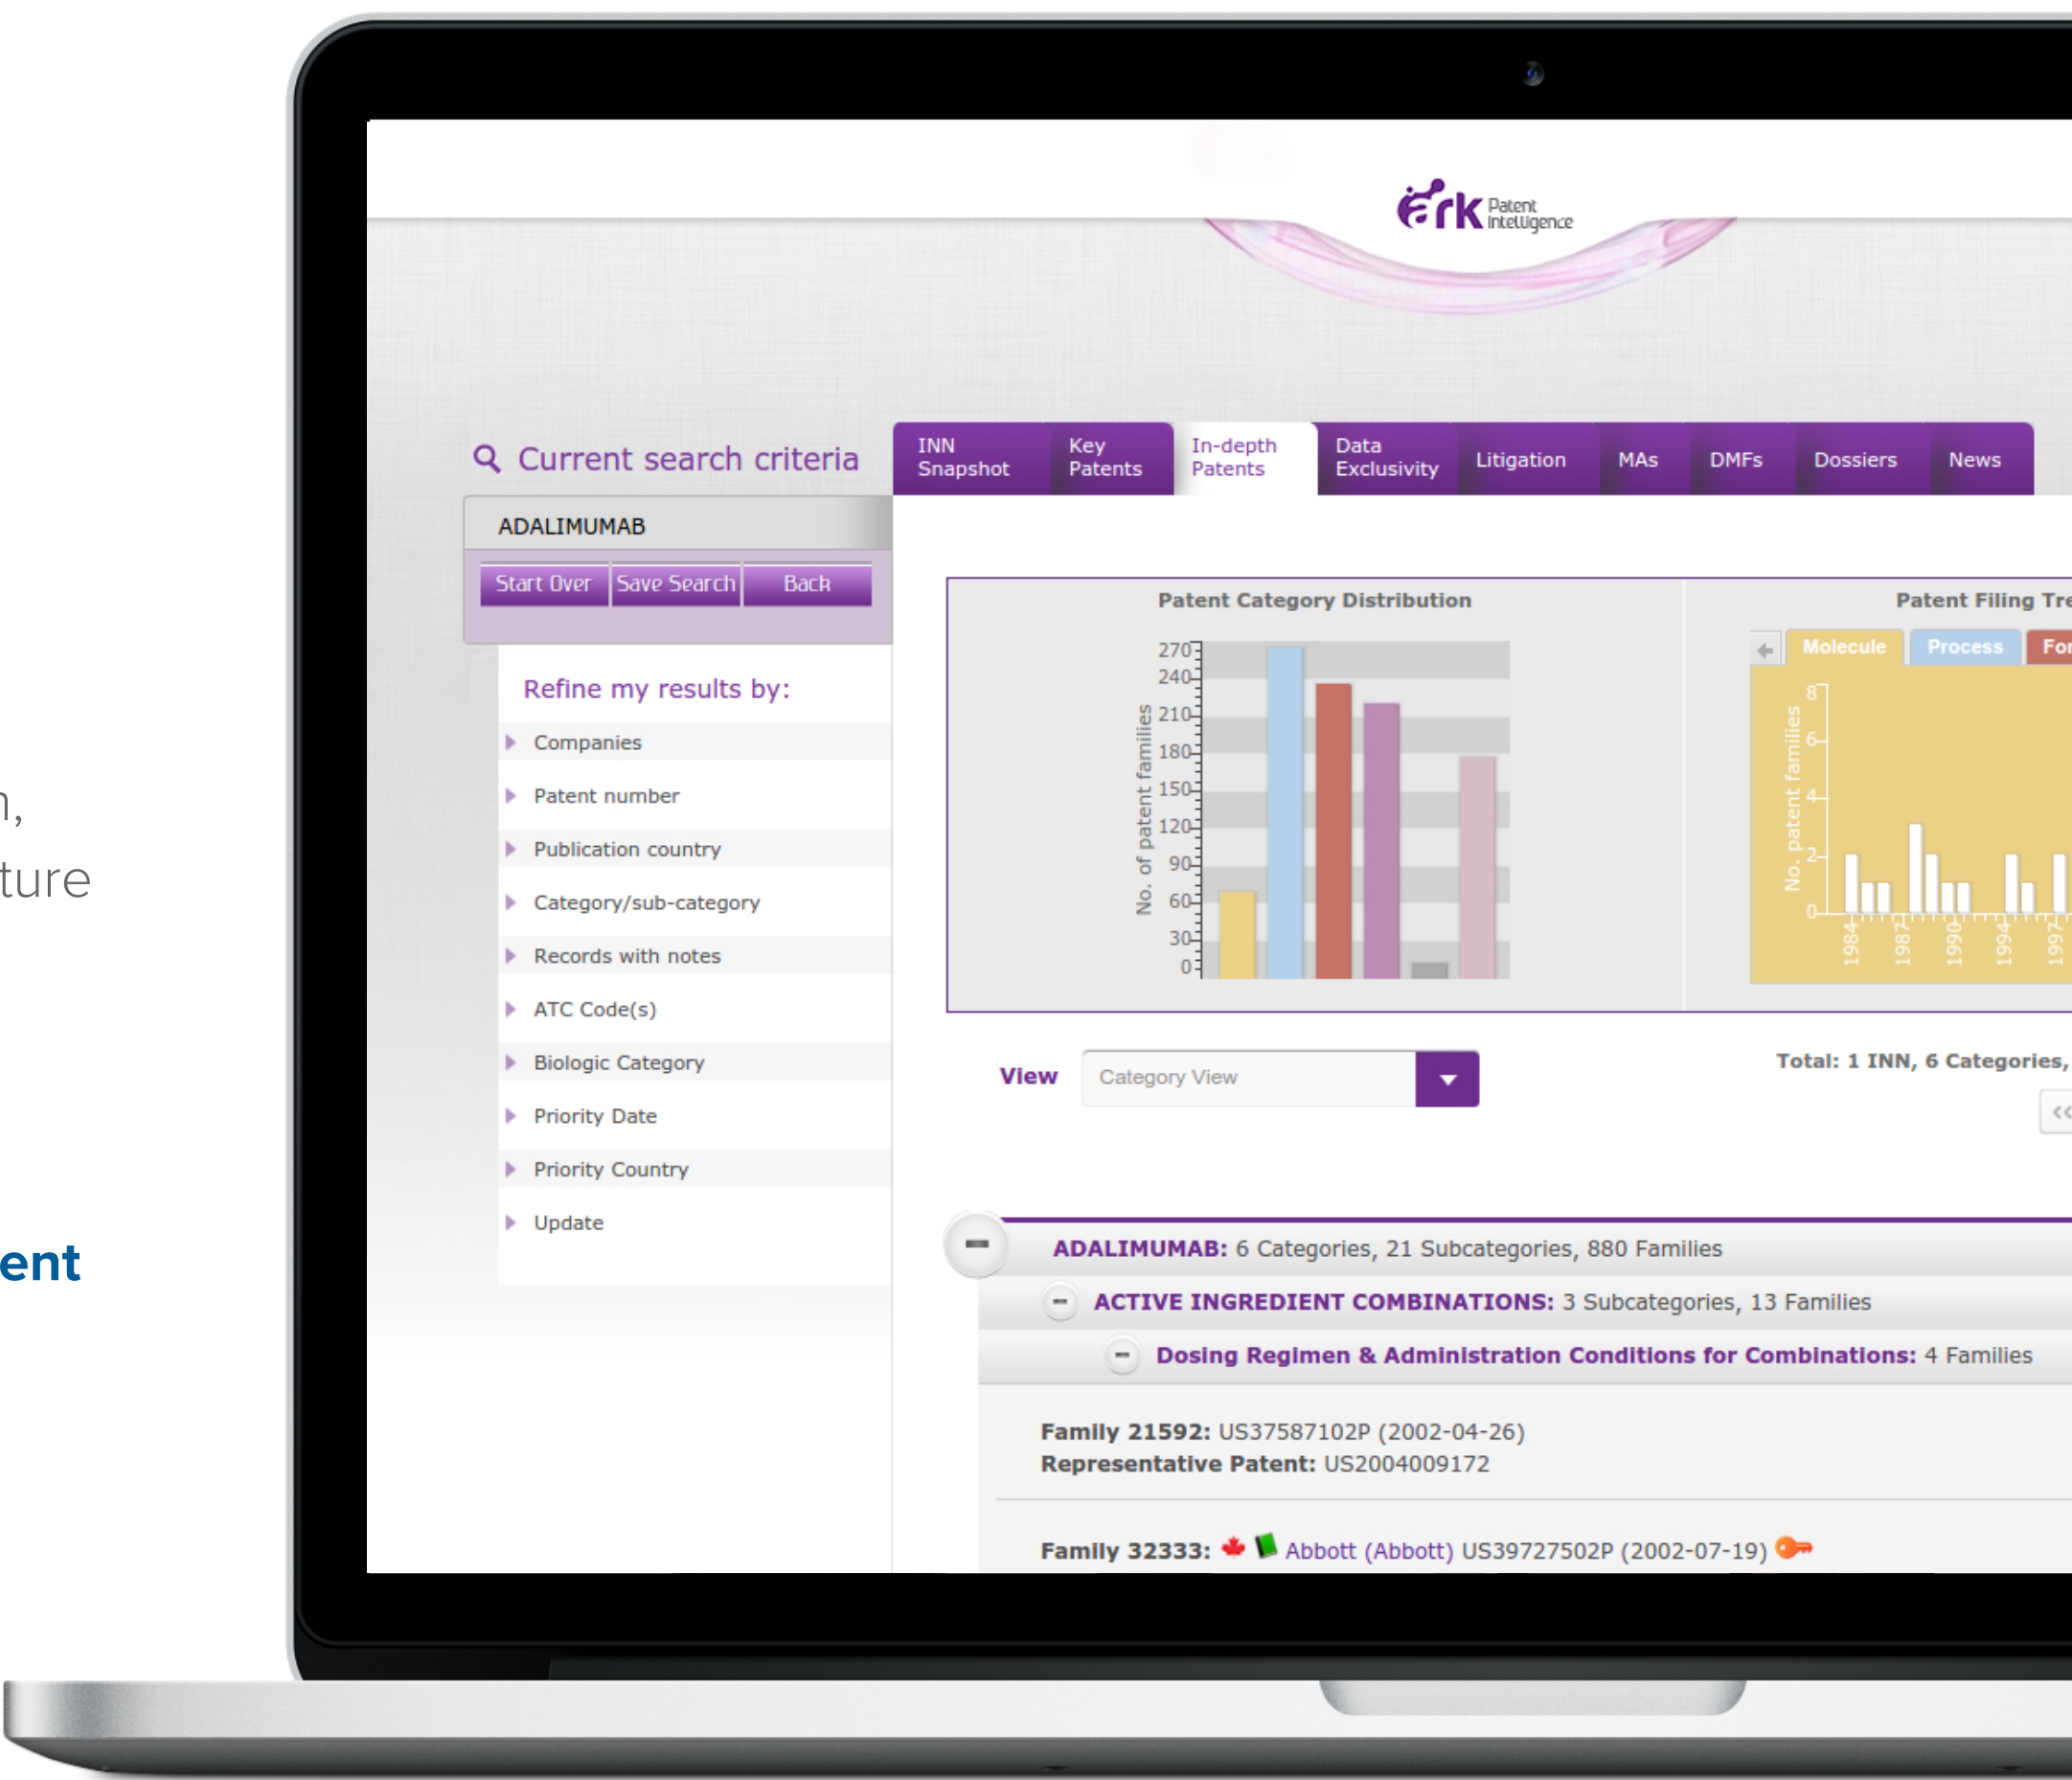 ture
ark Patent Intelligence
Current search criteria
ADALIMUMAB
Start Over Save Search Back
Refine my results by:
Companies
Patent number
Publication country
Category/sub-category
Records with notes
ATC Code(s)
Biologic Category
Priority Date
Priority Country
Update
ent
INN Snapshot
Key Patents
In-depth Patents
Data Exclusivity
Litigation
MAs
DMFs
Dossiers
News
Patent Category Distribution
No. of patent families
270
240
210
180
150
120
90
60
30
0
Patent Filing Tre
Molecule Process For
No. patent families
8
6
4
2
0
1984 1987 1990 1994 1997
View Category View
Total: 1 INN, 6 Categories,
<<
ADALIMUMAB: 6 Categories, 21 Subcategories, 880 Families
ACTIVE INGREDIENT COMBINATIONS: 3 Subcategories, 13 Families
Dosing Regimen & Administration Conditions for Combinations: 4 Families
Family 21592: US37587102P (2002-04-26)
Representative Patent: US2004009172
Family 32333: Abbott (Abbott) US39727502P (2002-07-19)